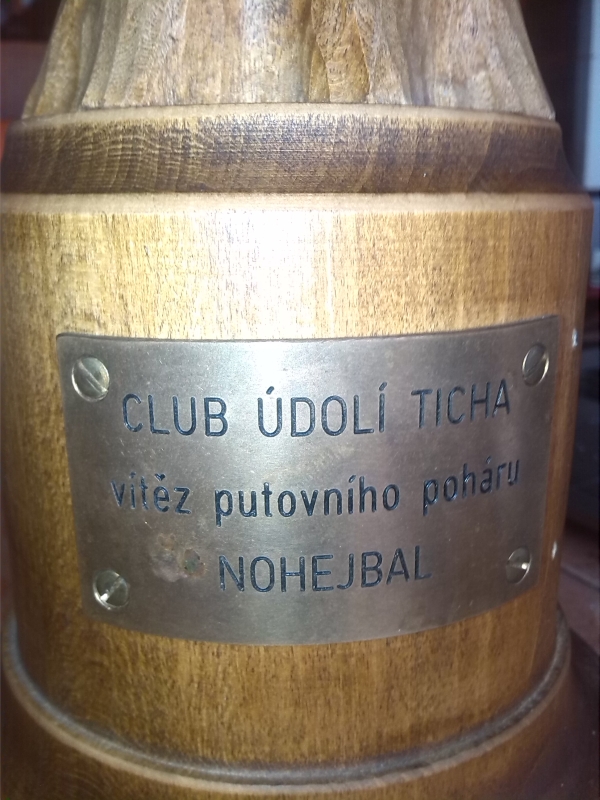 CLUB ÚDOLÍ TICHA
vítěz putovního poháru
NOHEJBAL